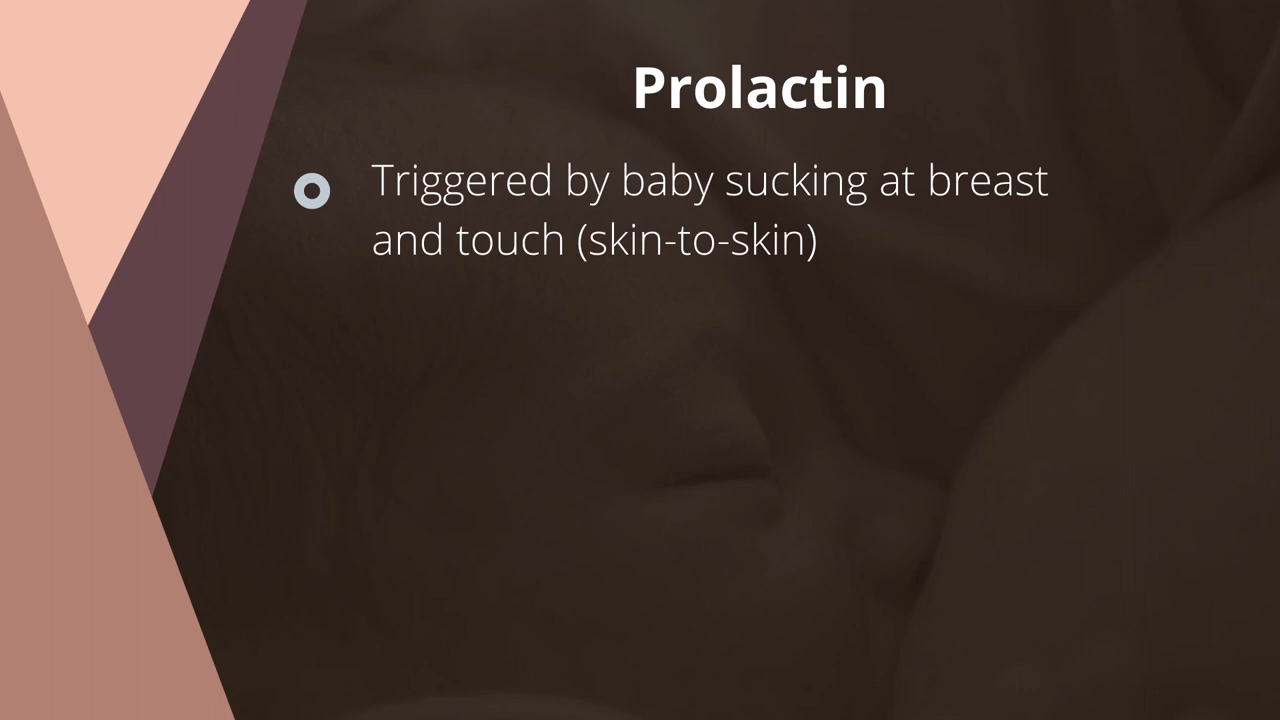 Prolactin
Triggered by baby sucking at breast
and touch (skin-to-skin)